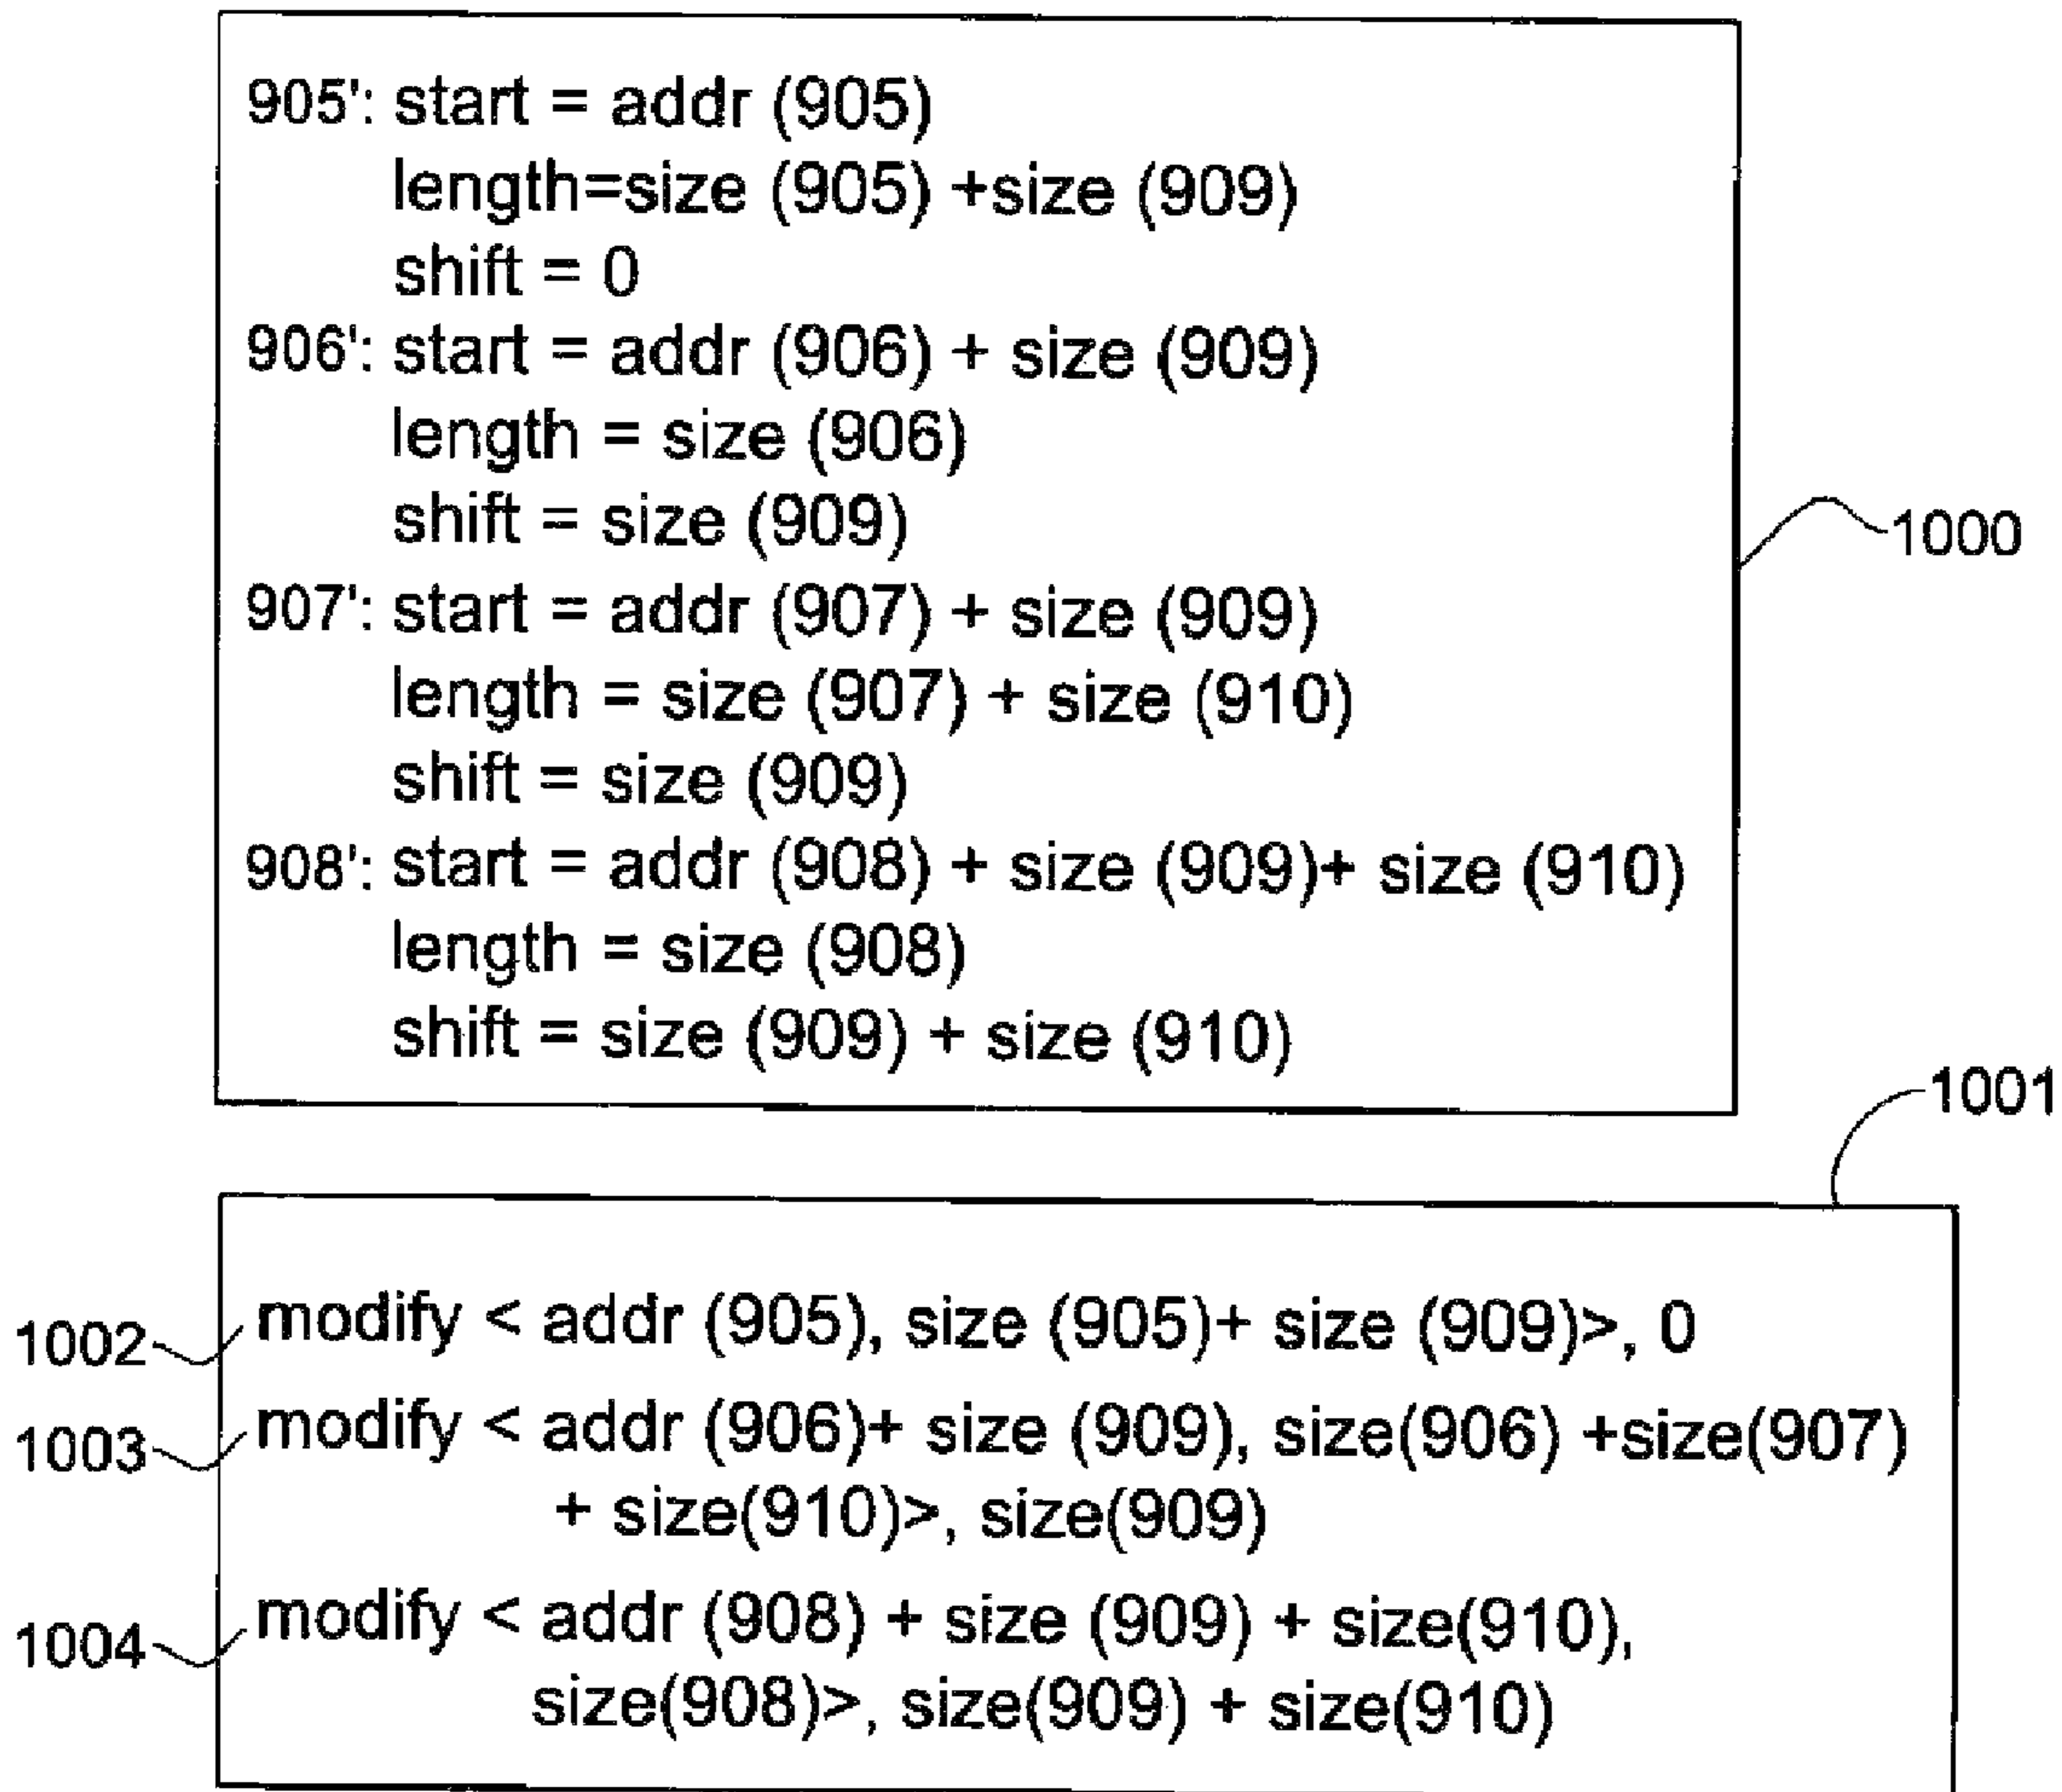 905': start = addr (905)
length=size (905) +size (909)
shift = 0
906': start = addr (906) + size (909)
length = size (906)
shift = size (909)
1000
907': start = addr (907) + size (909)
length = size (907) + size (910)
shift = size (909)
908': start = addr (908) + size (909)+ size (910)
length = size (908)
shift = size (909) + size (910)
1001
1002 modify < addr (905), size (905)+ size (909)>, 0
1003 modify < addr (906)+ size (909), size(906) +size(907)
+ size(910)>, size(909)
1004 modify < addr (908) + size (909) + size(910),
size(908)>, size(909) + size(910)